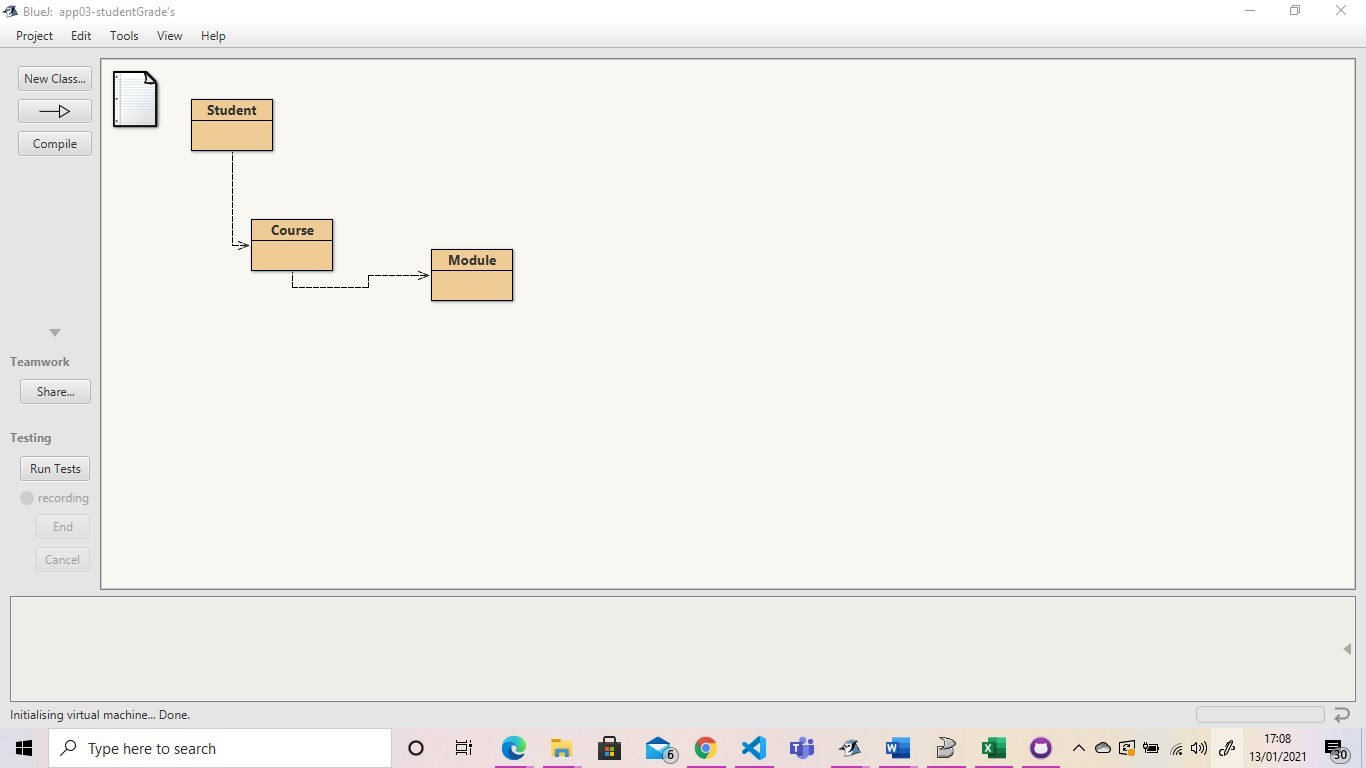 BlueJ: app03-studentGrade's
Project Edit Tools View Help
New Class...
Compile
Student
Course
Module
Teamwork
Share...
Testing
Run Tests
recording
End
Cancel
Initialising virtual machine... Done.
Type here to search
6
17:08
13/01/2021
30